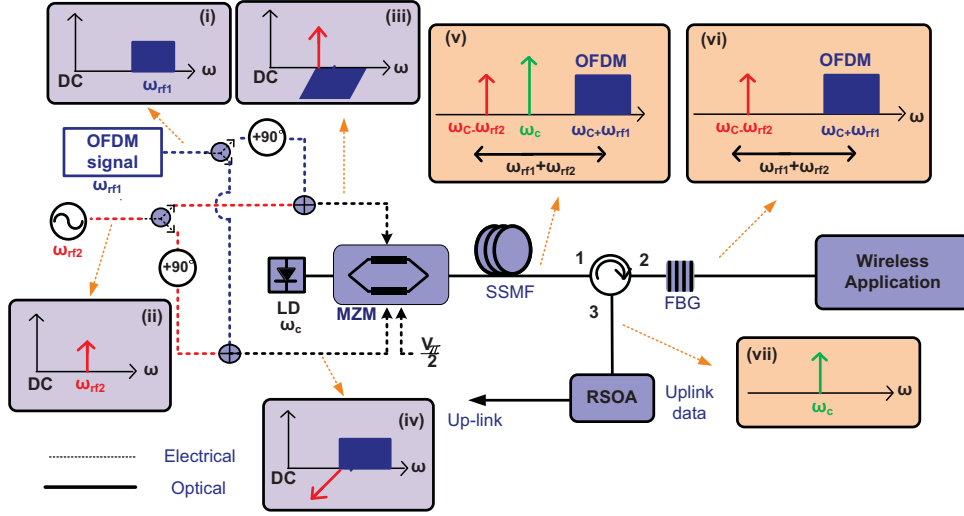 (i)
DC
ω
ωrf1
(iii)
DC
ω
(v)
OFDM
ωC-ωrf2
ωc
ωC+ωrf1
ωrf1+ωrf2
(vi)
OFDM
ω
ωC-ωrf2
ωC+ωrf1
ωrf1+ωrf2
OFDM
signal
ωrf1
+90°
ωrf2
+90°
LD
ωc
MZM
SSMF
1
2
3
FBG
Wireless
Application
(ii)
DC
ω
ωrf2
Vπ
2
(iv)
DC
ω
RSOA
Up-link
Uplink
data
(vii)
ω
ωc
Electrical
Optical